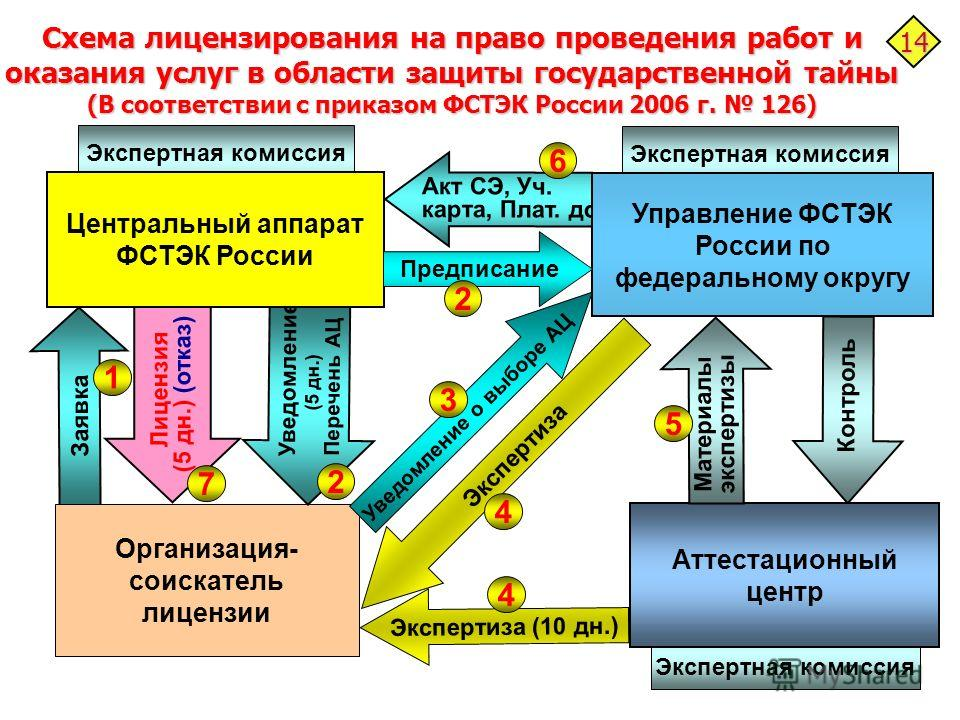 Схема лицензирования на право проведения работ и
оказания услуг в области защиты государственной тайны
(В соответствии с приказом ФСТЭК России 2006 г. № 126)
14
Экспертная комиссия
Центральный аппарат
ФСТЭК России
6
Акт СЭ, Уч.
карта, Плат. до
Экспертная комиссия
Управление ФСТЭК
России по
федеральному округу
Предписание
2
1
Заявка
Лицензия
(5 дн.) (отказ)
7
Уведомление
(5 дн.)
Перечень АЦ
2
3
Уведомление о выборе АЦ
Экспертиза
4
5
Материалы
экспертизы
Контроль
Организация-
соискатель
лицензии
4
Экспертиза (10 дн.)
Аттестационный
центр
Экспертная комиссия
MyShared